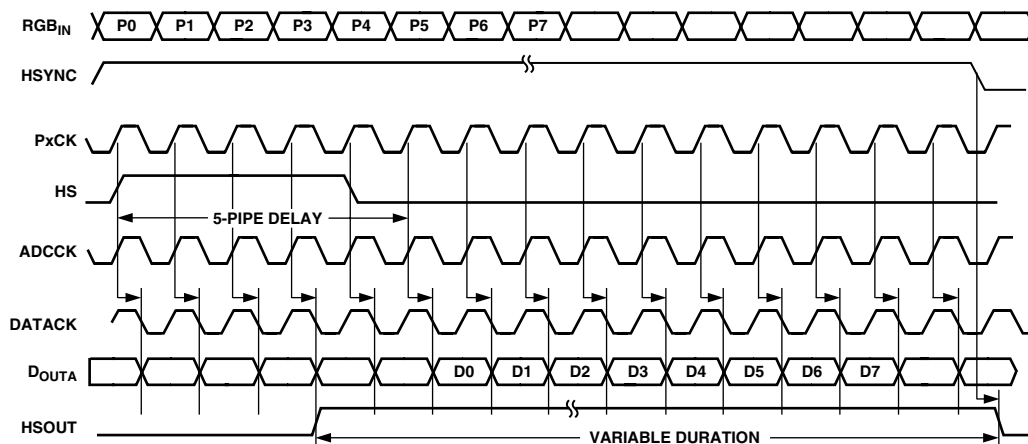 RGBIN P0 P1 P2 P3 P4 P5 P6 P7
HSYNC
PxCK
HS
5-PIPE DELAY
ADCCK
DATACK
DOUTA D0 D1 D2 D3 D4 D5 D6 D7
HSOUT
VARIABLE DURATION